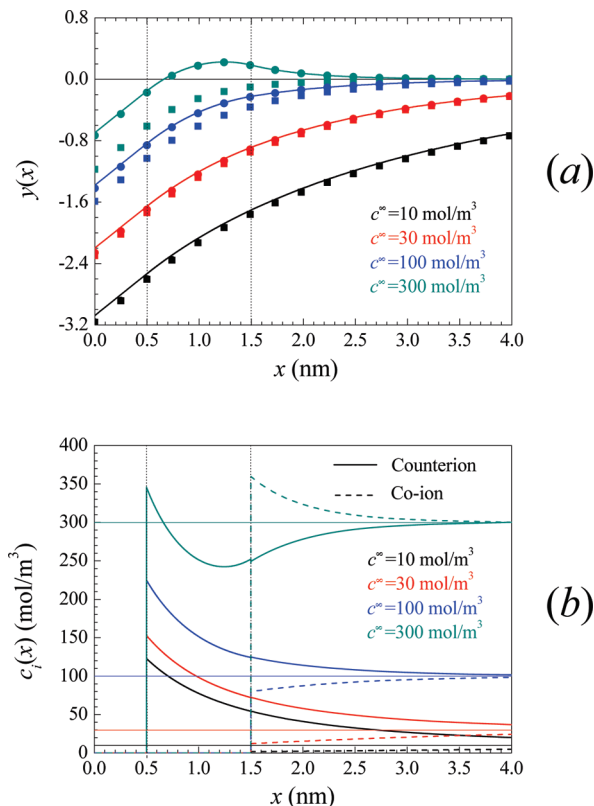 0.0
-0.8
-1.6
-2.4
-3.2
y(x)
c∞=10 mol/m³
c∞=30 mol/m³
c∞=100 mol/m³
c∞=300 mol/m³
0.0 0.5 1.0 1.5 2.0 2.5 3.0 3.5 4.0
x (nm)
(a)
400
350
300
250
200
150
100
50
0
cᵢ(x) (mol/m³)
Counterion
Co-ion
c∞=10 mol/m³
c∞=30 mol/m³
c∞=100 mol/m³
c∞=300 mol/m³
0.0 0.5 1.0 1.5 2.0 2.5 3.0 3.5 4.0
x (nm)
(b)